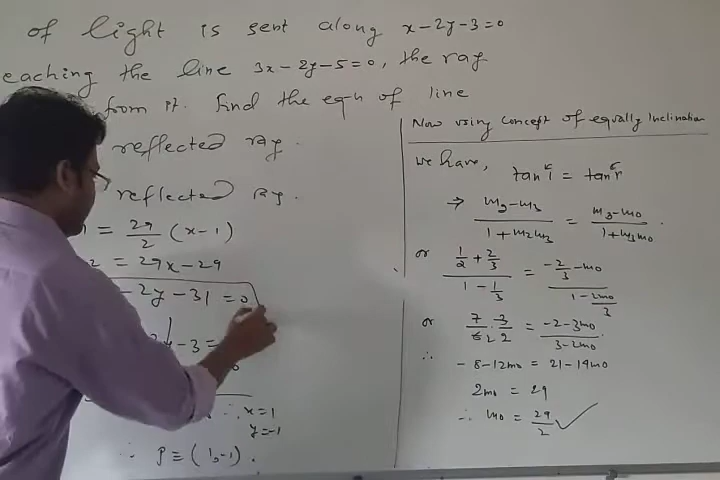 of light is sent along x-2y-3=0
eaching the line 3x-2y-5=0, the ray
from it. Find the eqn of line
reflected ray.
reflected ray.
= 29/2 (x-1)
2 = 29x-29
-2y-31=0
-3=
∴ x=1
y=-1
∴ P≡(1,-1).
Now using concept of equally Inclination
we have,
tan i = tan r
⇒ m2-m3/1+m2m3 = m3-m0/1+m3m0.
or 1/2+2/3/1-1/3 = -2/3-m0/1-2m0/3
or 7/6·3/2 = -2-3m0/3-2m0.
∴ -8-12m0 = 21-14m0
2m0 = 29
∴ m0 = 29/2 ✓